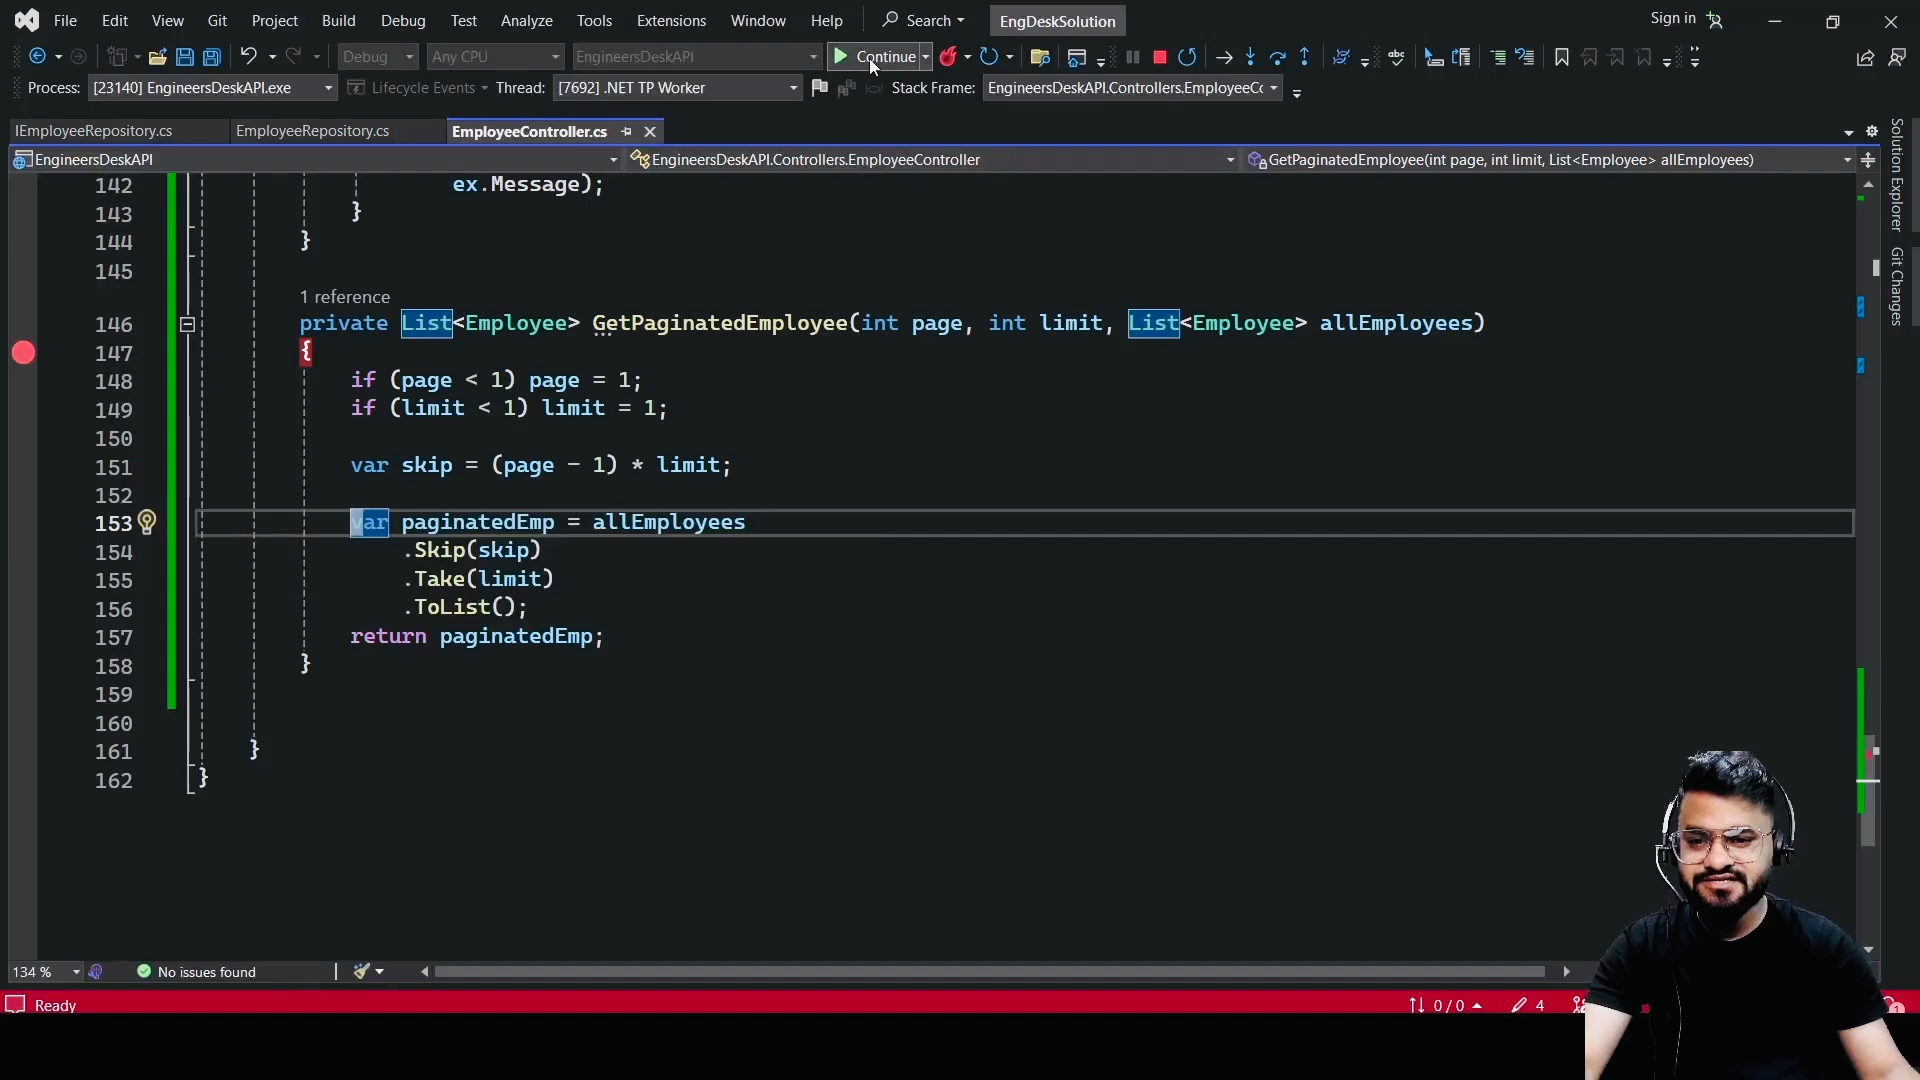 File Edit View Git Project Build Debug Test Analyze Tools Extensions Window Help Search EngDeskSolution Sign in
Debug Any CPU EngineersDeskAPI Continue abc
Process: [23140] EngineersDeskAPI.exe Lifecycle Events Thread: [7692] .NET TP Worker Stack Frame: EngineersDeskAPI.Controllers.EmployeeCo
IEmployeeRepository.cs EmployeeRepository.cs EmployeeController.cs
EngineersDeskAPI EngineersDeskAPI.Controllers.EmployeeController GetPaginatedEmployee(int page, int limit, List<Employee> allEmployees)
Solution Explorer
Git Changes
142 ex.Message);
143 }
144 }
145
1 reference
146 private List<Employee> GetPaginatedEmployee(int page, int limit, List<Employee> allEmployees)
147 {
148 if (page < 1) page = 1;
149 if (limit < 1) limit = 1;
150
151 var skip = (page - 1) * limit;
152
153 var paginatedEmp = allEmployees
154 .Skip(skip)
155 .Take(limit)
156 .ToList();
157 return paginatedEmp;
158 }
159
160
161 }
162 }
134 % No issues found
Ready 0 / 0 4 1